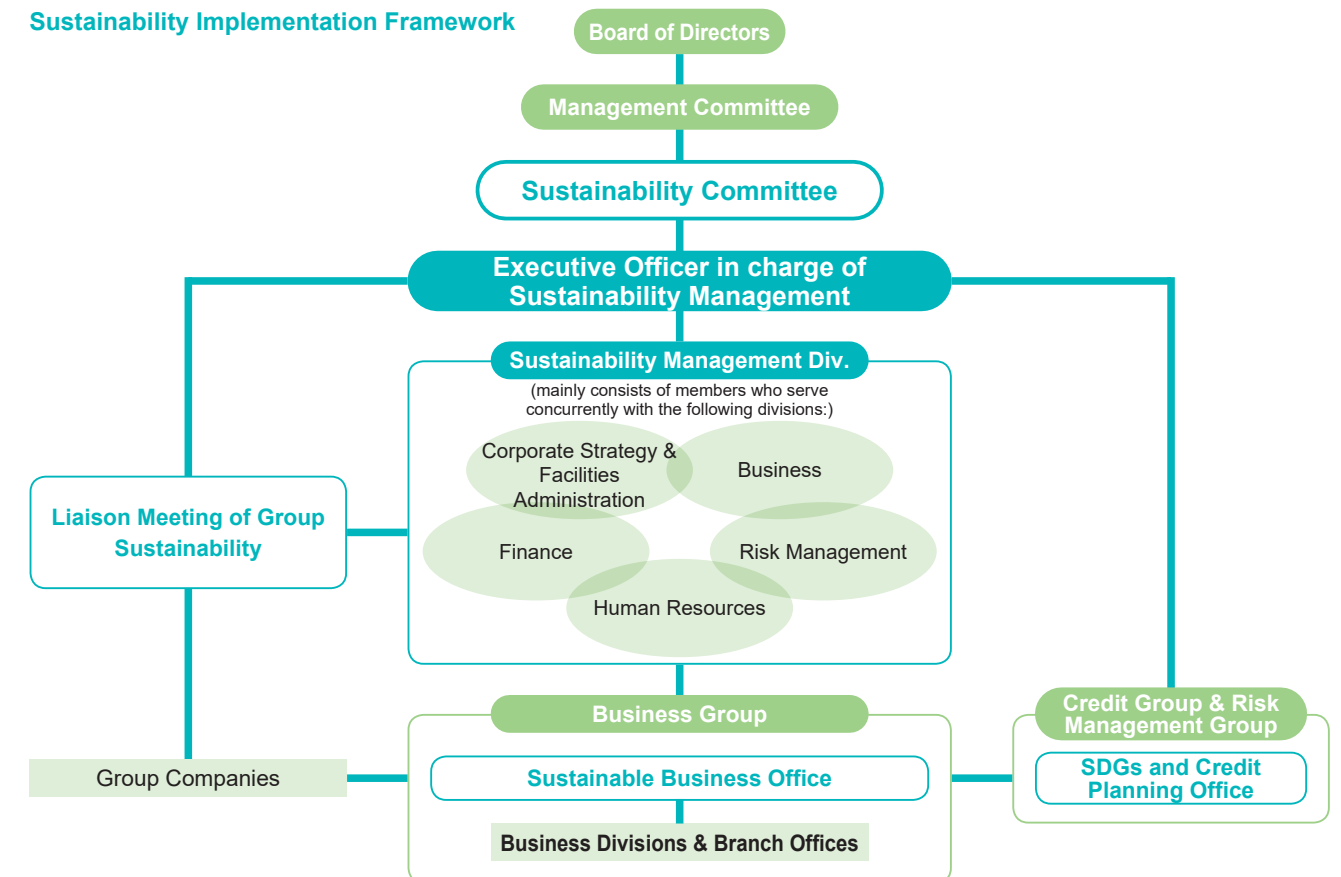 Sustainability Implementation Framework
Board of Directors
Management Committee
Sustainability Committee
Executive Officer in charge of
Sustainability Management
Sustainability Management Div.
(mainly consists of members who serve
concurrently with the following divisions:)
Corporate Strategy &
Facilities
Administration
Business
Finance
Risk Management
Human Resources
Liaison Meeting of Group
Sustainability
Business Group
Credit Group & Risk
Management Group
Group Companies
Sustainable Business Office
SDGs and Credit
Planning Office
Business Divisions & Branch Offices